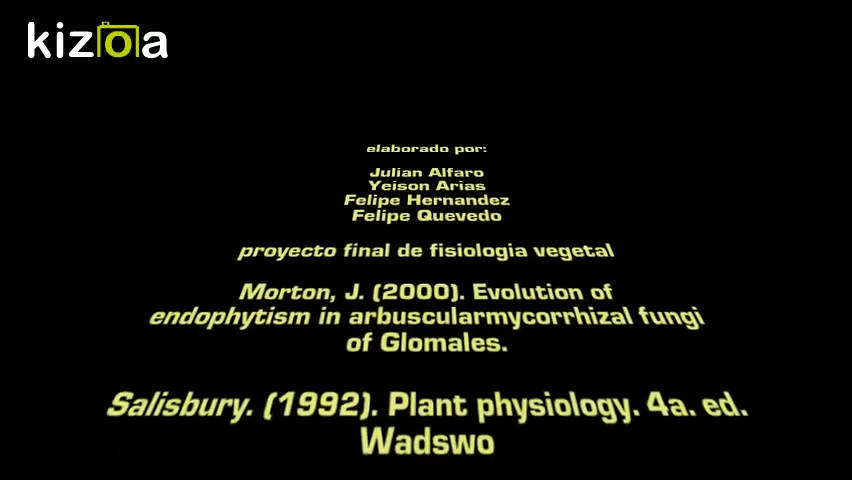 kizoa
elaborado por:
Julian Alfaro
Yeison Arias
Felipe Hernandez
Felipe Quevedo
proyecto final de fisiologia vegetal
Morton, J. (2000). Evolution of
endophytism in arbuscularmycorrhizal fungi
of Glomales.
Salisbury. (1992). Plant physiology. 4a. ed.
Wadswo